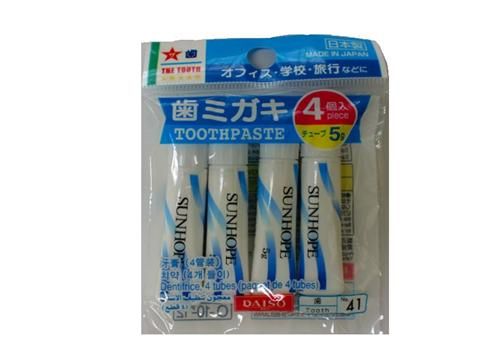 歯
THE TOOTH
日本製
MADE IN JAPAN
オフィス・学校・旅行などに
歯ミガキ
TOOTHPASTE
4個入
piece
チューブ 5g
SUNHOPE
SUNHOPE
SUNHOPE
5g
SUNHOPE
牙膏 (4管裝)
치약 (4개 들이)
Dentifrice, 4 tubes (paquet de 4 tubes)
DAISO
歯
Tooth
No.
41